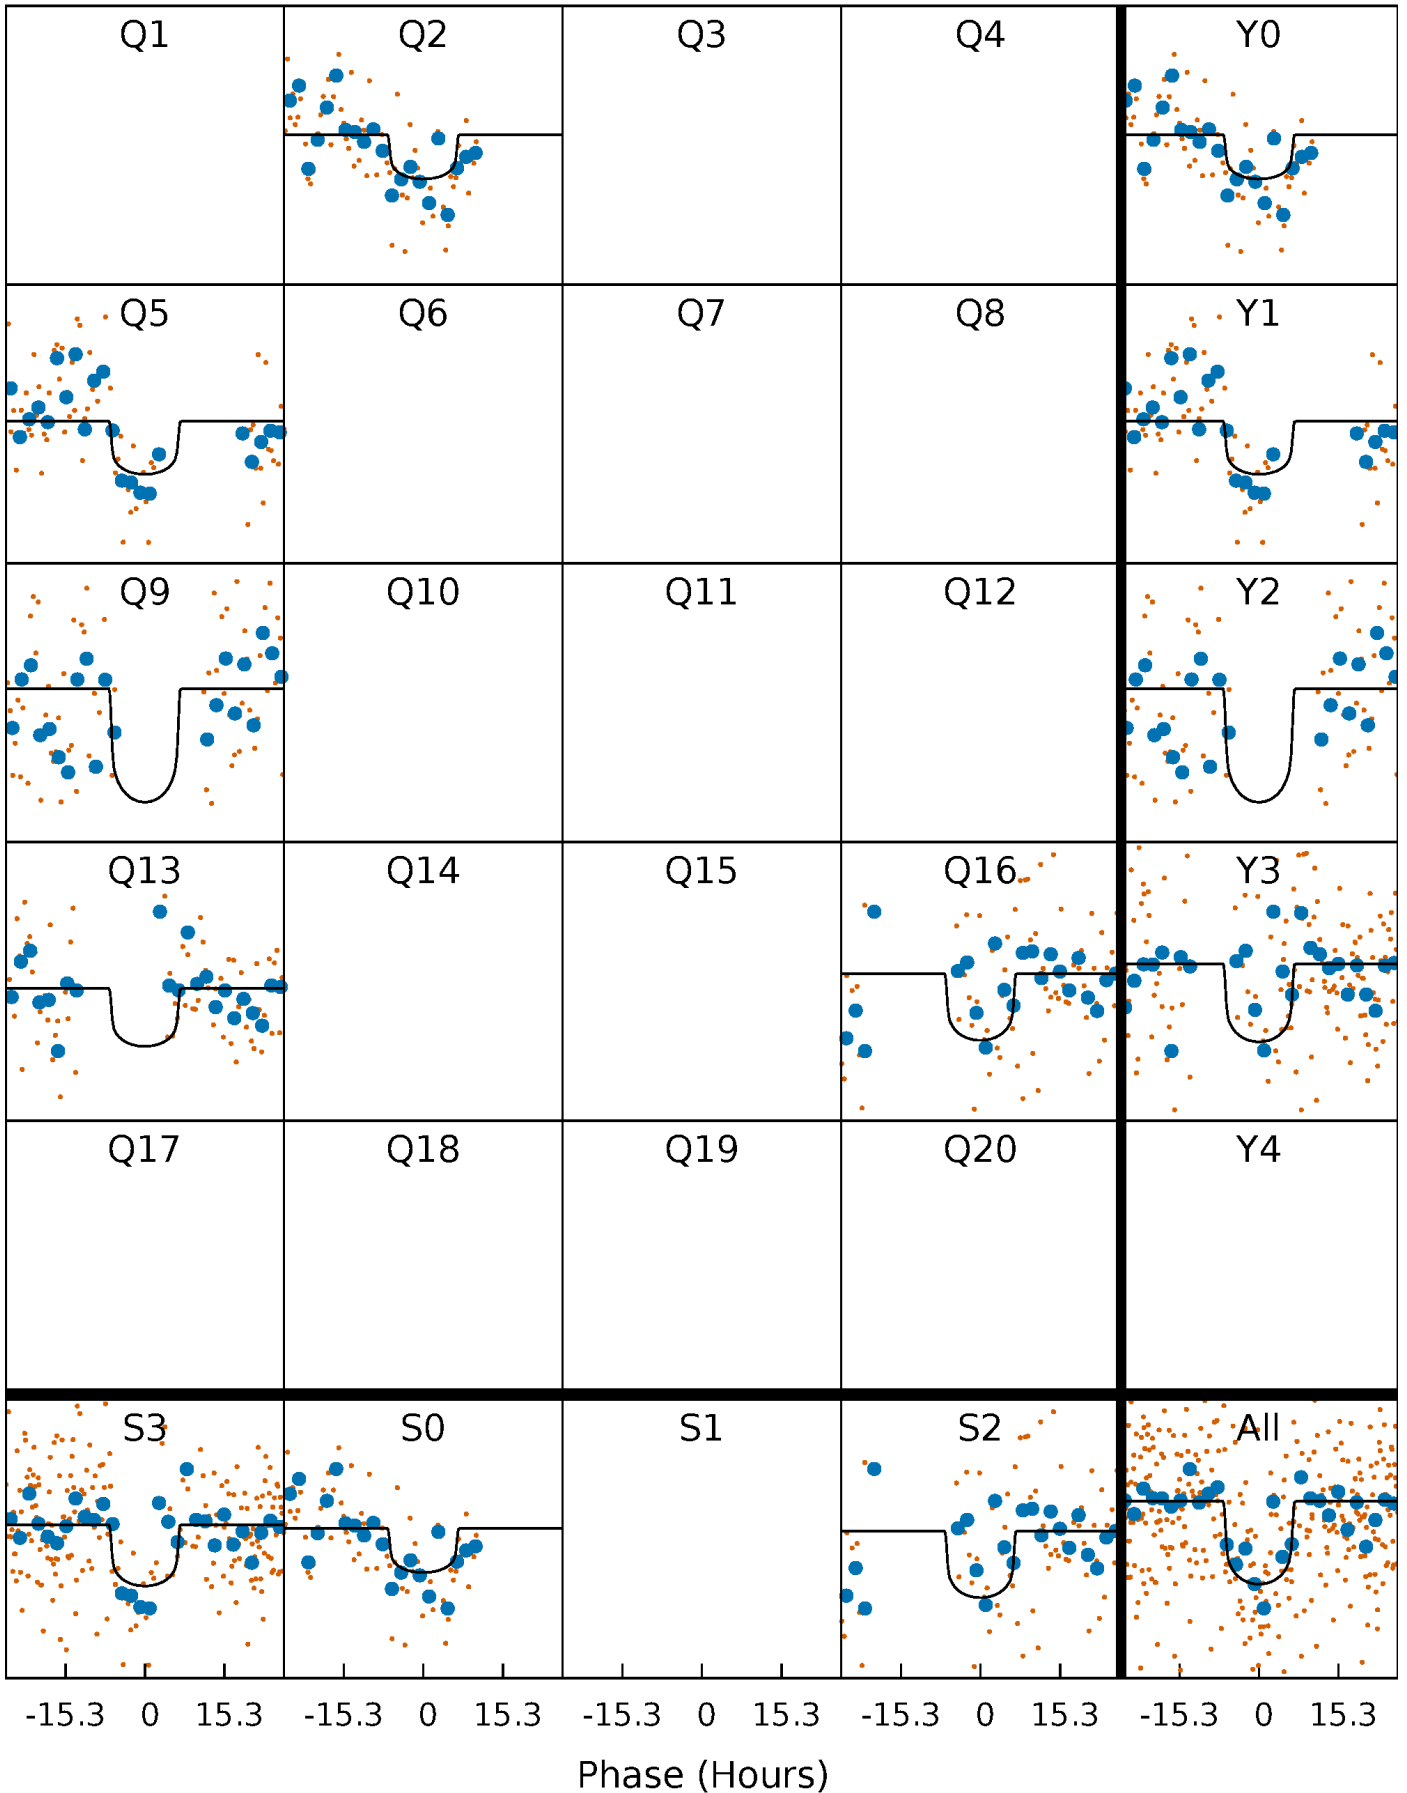 Q1 Q2 Q3 Q4 Y0
Q5 Q6 Q7 Q8 Y1
Q9 Q10 Q11 Q12 Y2
Q13 Q14 Q15 Q16 Y3
Q17 Q18 Q19 Q20 Y4
S3 S0 S1 S2 All
-15.3 0 15.3 -15.3 0 15.3 -15.3 0 15.3 -15.3 0 15.3 -15.3 0 15.3
Phase (Hours)